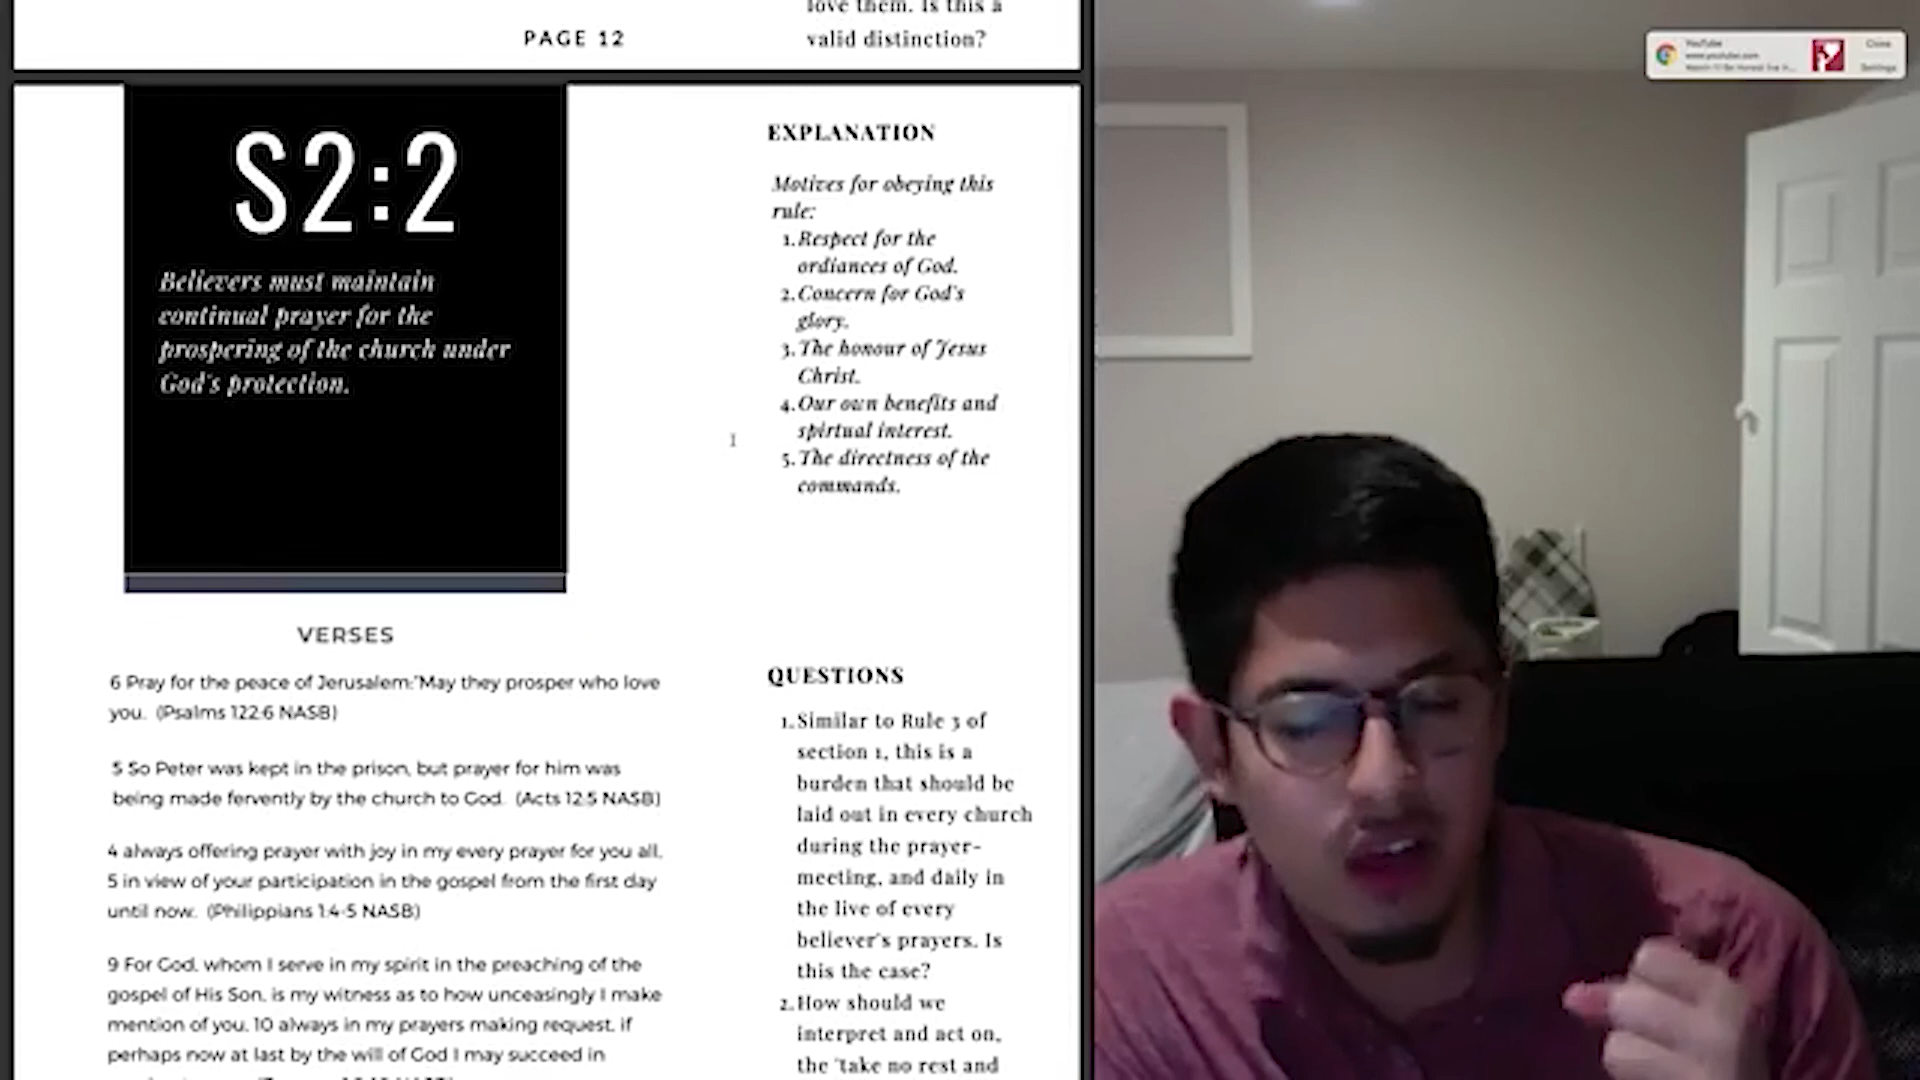 love them. Is this a
valid distinction?
PAGE 12
S2:2
Believers must maintain
continual prayer for the
prospering of the church under
God's protection.
EXPLANATION
Motives for obeying this
rule:
1. Respect for the
ordiances of God.
2. Concern for God's
glory.
3. The honour of Jesus
Christ.
4. Our own benefits and
spirtual interest.
5. The directness of the
commands.
VERSES
6 Pray for the peace of Jerusalem:"May they prosper who love
you. (Psalms 122:6 NASB)
5 So Peter was kept in the prison, but prayer for him was
being made fervently by the church to God. (Acts 12:5 NASB)
4 always offering prayer with joy in my every prayer for you all,
5 in view of your participation in the gospel from the first day
until now. (Philippians 1:4-5 NASB)
9 For God, whom I serve in my spirit in the preaching of the
gospel of His Son, is my witness as to how unceasingly I make
mention of you, 10 always in my prayers making request, if
perhaps now at last by the will of God I may succeed in
QUESTIONS
1. Similar to Rule 3 of
section 1, this is a
burden that should be
laid out in every church
during the prayer-
meeting, and daily in
the live of every
believer's prayers. Is
this the case?
2. How should we
interpret and act on,
the "take no rest and
YouTube
www.youtube.com
Close
Settings